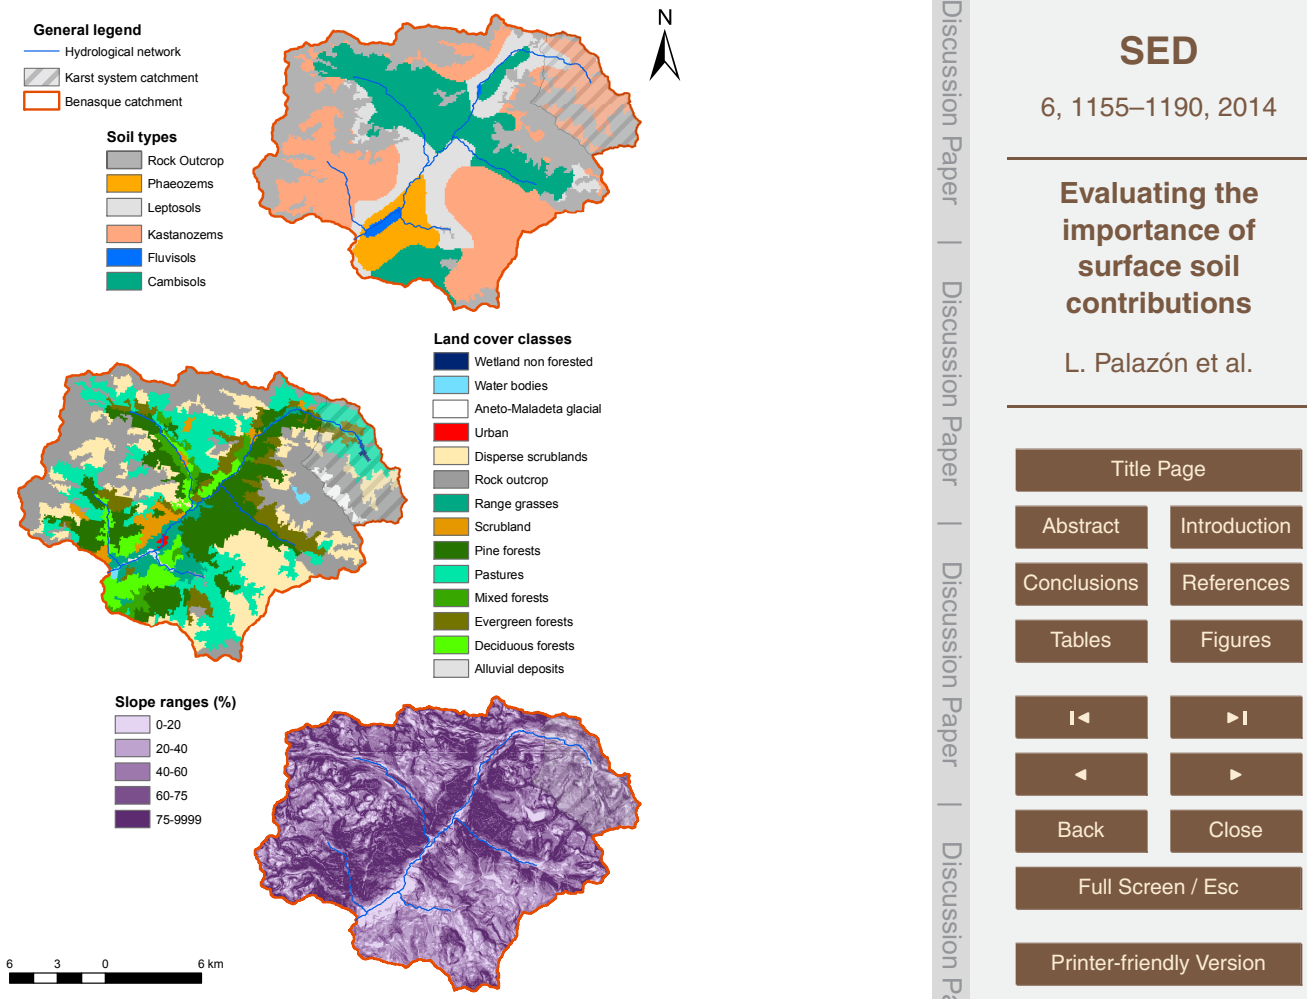 General legend
Hydrological network
Karst system catchment
Benasque catchment
Soil types
Rock Outcrop
Phaeozems
Leptosols
Kastanozems
Fluvisols
Cambisols
N
Land cover classes
Wetland non forested
Water bodies
Aneto-Maladeta glacial
Urban
Disperse scrublands
Rock outcrop
Range grasses
Scrubland
Pine forests
Pastures
Mixed forests
Evergreen forests
Deciduous forests
Alluvial deposits
Slope ranges (%)
0-20
20-40
40-60
60-75
75-9999
6 3 0 6 km
Discussion Paper | Discussion Paper | Discussion Paper | Discussion Pa
SED
6, 1155–1190, 2014
Evaluating the
importance of
surface soil
contributions
L. Palazón et al.
Title Page
Abstract Introduction
Conclusions References
Tables Figures
Back Close
Full Screen / Esc
Printer-friendly Version